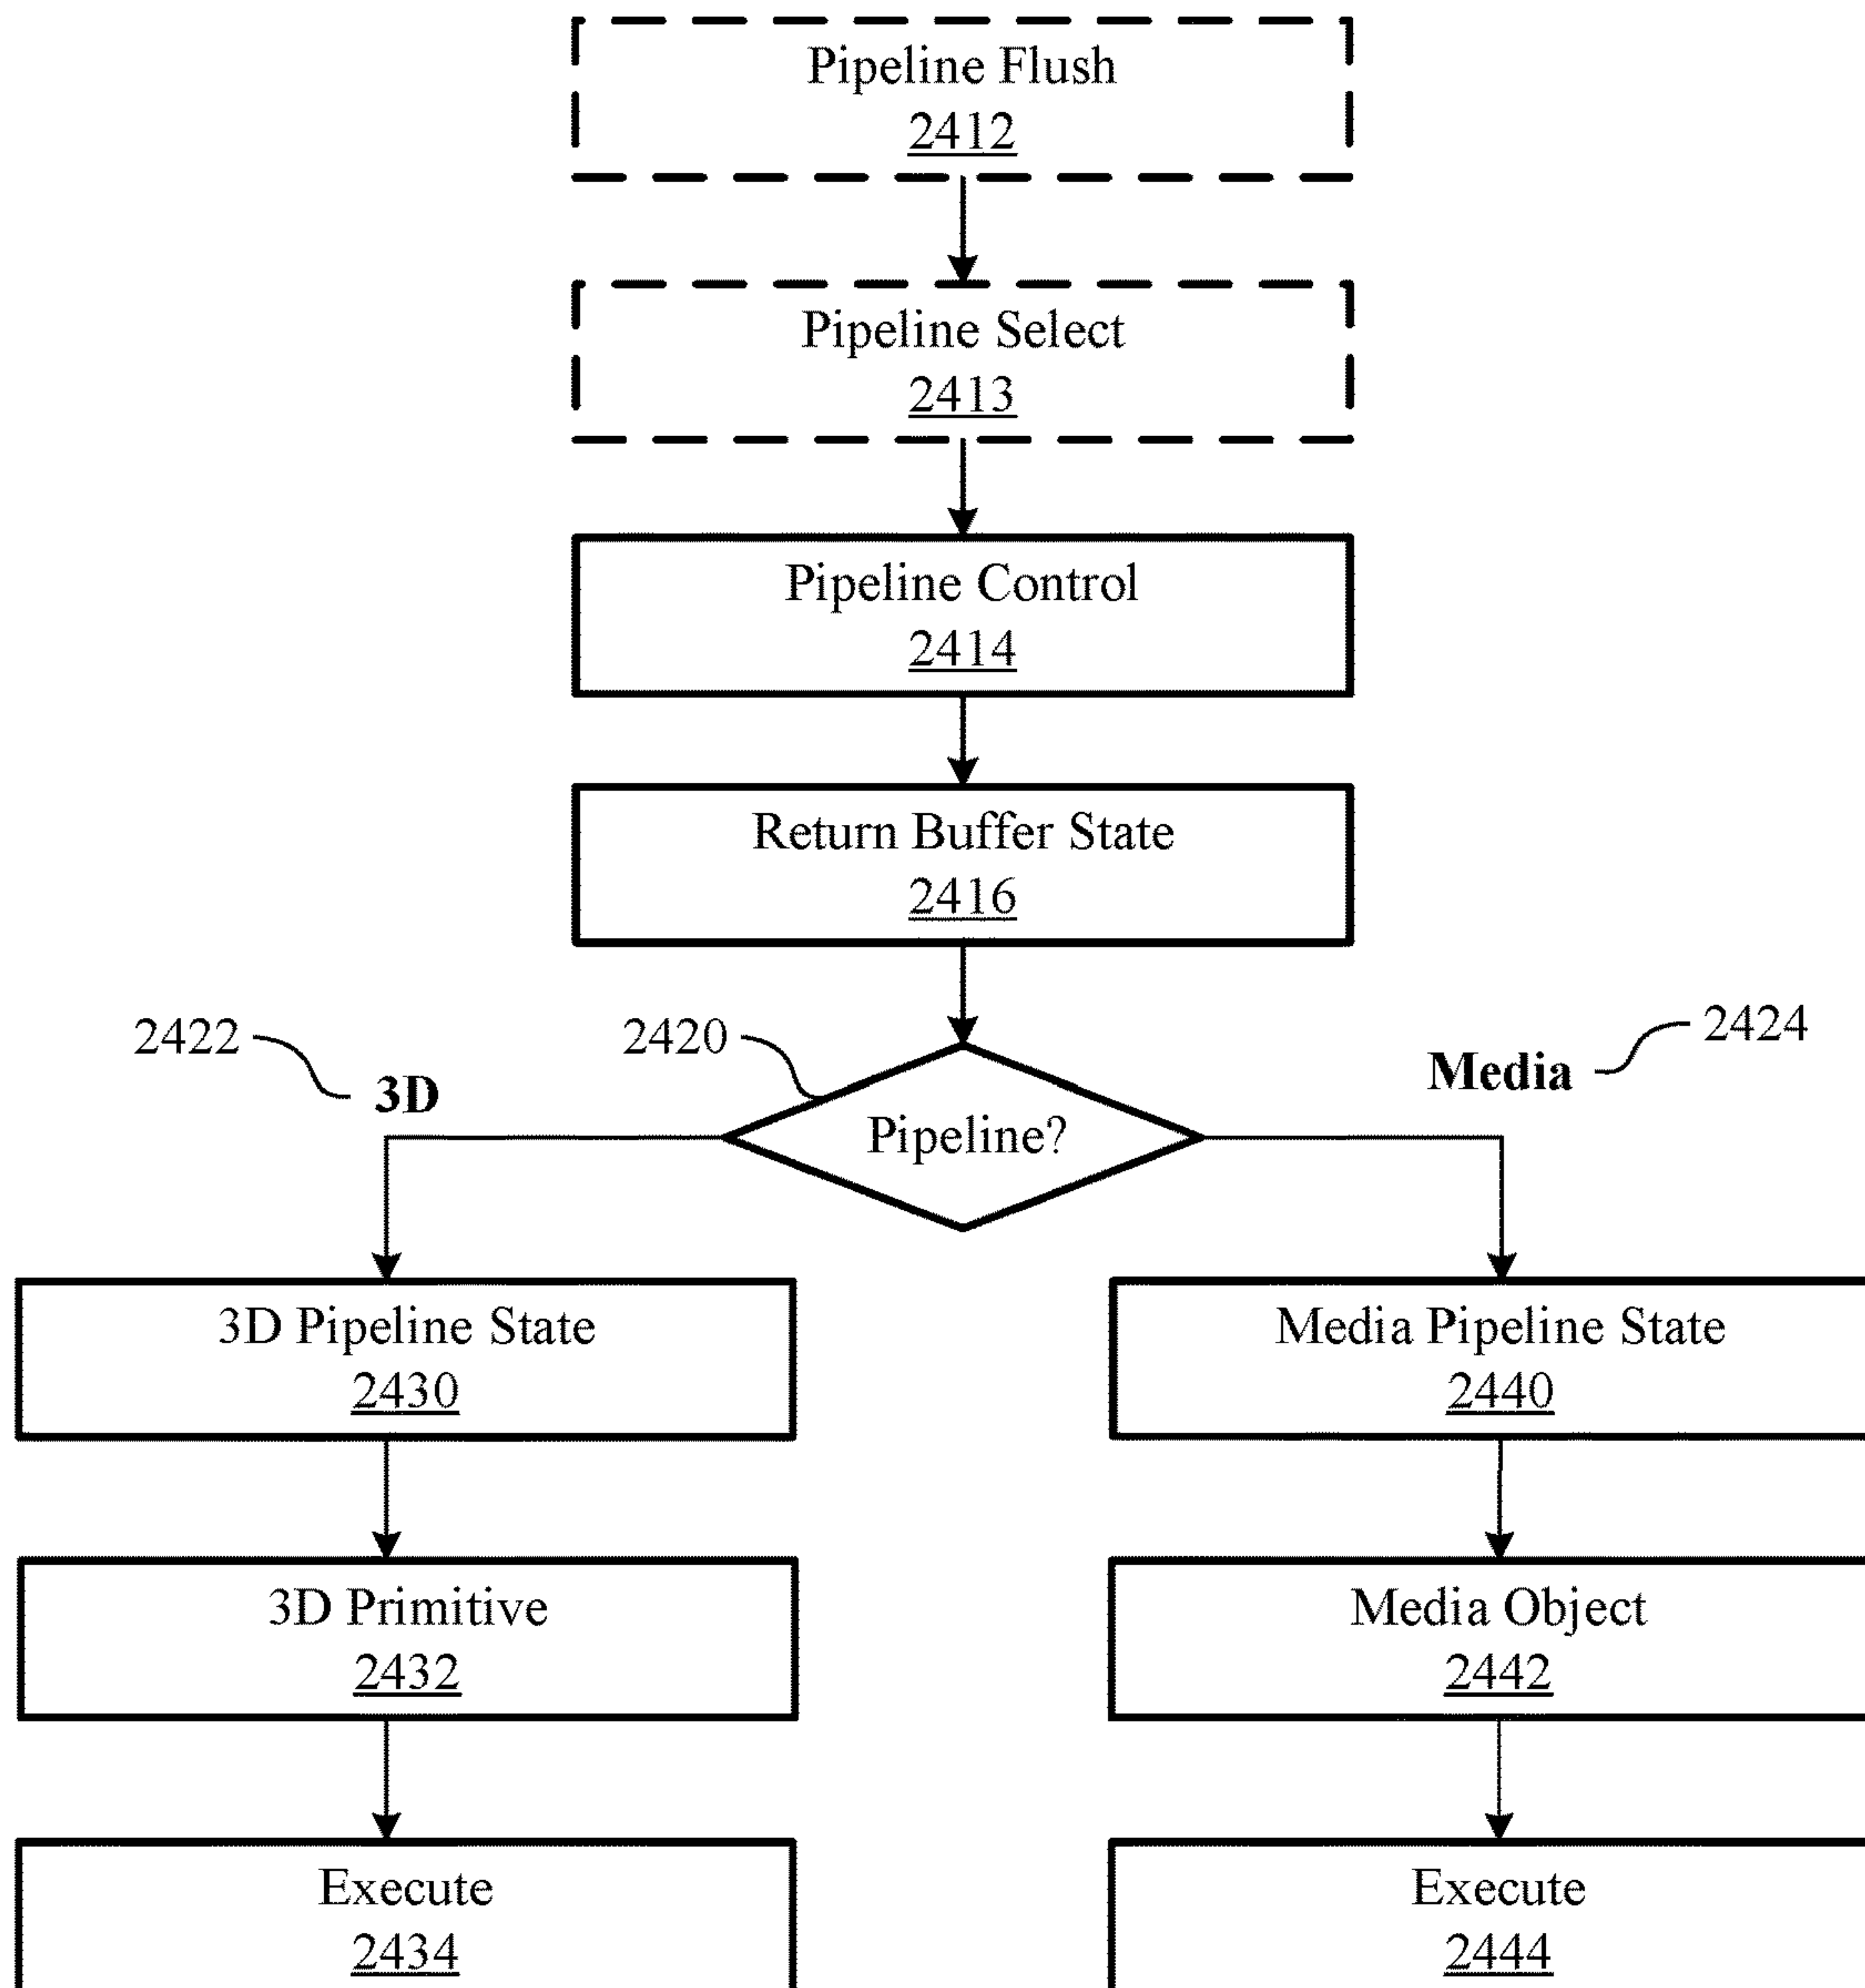 Pipeline Flush
2412
Pipeline Select
2413
Pipeline Control
2414
Return Buffer State
2416
2422
3D
2420
Pipeline?
Media
2424
3D Pipeline State
2430
Media Pipeline State
2440
3D Primitive
2432
Media Object
2442
Execute
2434
Execute
2444